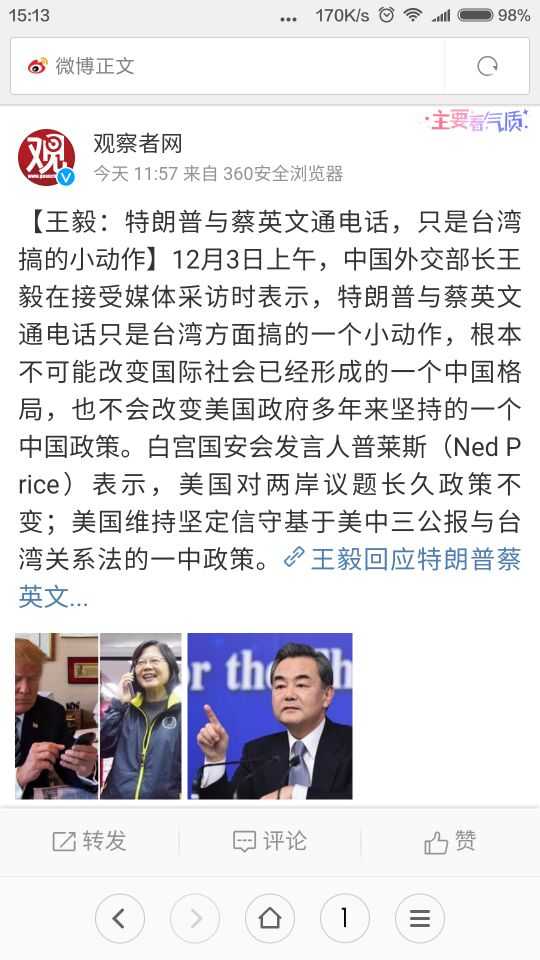 15:13
... 170K/s 98%
微博正文
主要看气质
观
观察者网
今天 11:57 来自 360安全浏览器
【王毅：特朗普与蔡英文通电话，只是台湾
搞的小动作】12月3日上午，中国外交部长王
毅在接受媒体采访时表示，特朗普与蔡英文
通电话只是台湾方面搞的一个小动作，根本
不可能改变国际社会已经形成的一个中国格
局，也不会改变美国政府多年来坚持的一个
中国政策。白宫国安会发言人普莱斯（Ned P
rice）表示，美国对两岸议题长久政策不
变；美国维持坚定信守基于美中三公报与台
湾关系法的一中政策。王毅回应特朗普蔡
英文...
or the Th
转发
评论
赞
1